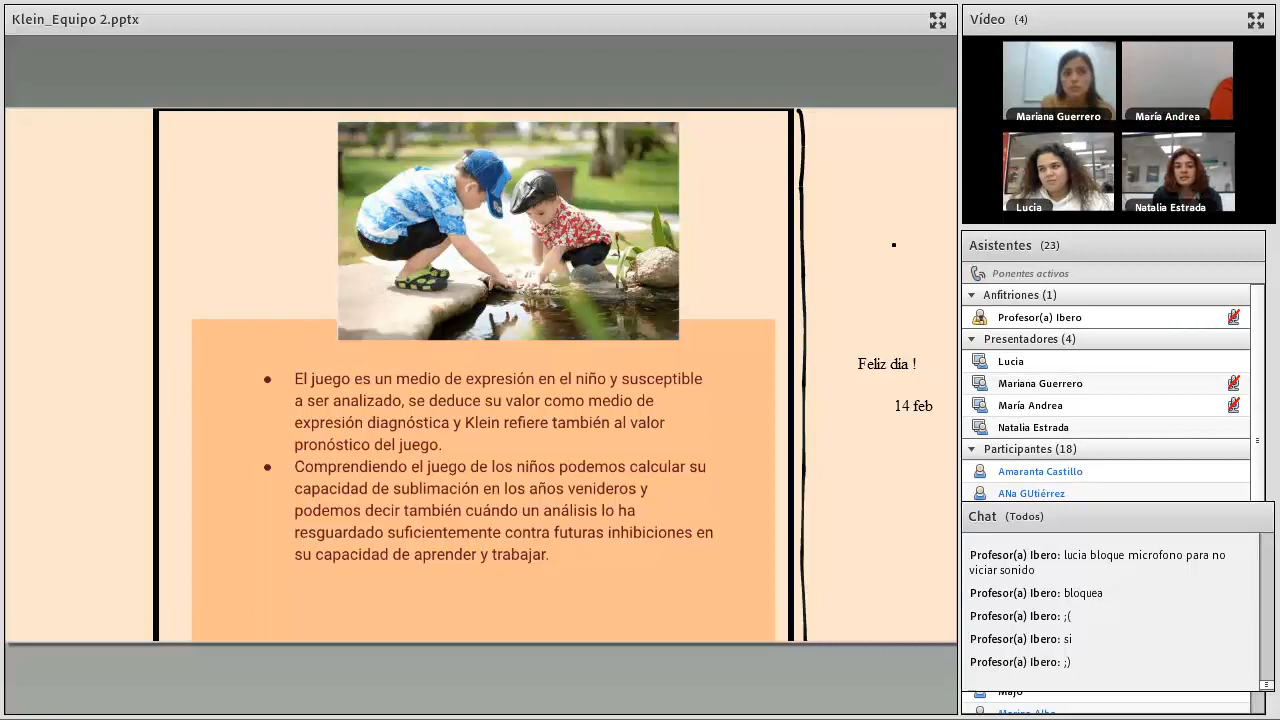 Klein_Equipo 2.pptx
El juego es un medio de expresión en el niño y susceptible
a ser analizado, se deduce su valor como medio de
expresión diagnóstica y Klein refiere también al valor
pronóstico del juego.
Comprendiendo el juego de los niños podemos calcular su
capacidad de sublimación en los años venideros y
podemos decir también cuándo un análisis lo ha
resguardado suficientemente contra futuras inhibiciones en
su capacidad de aprender y trabajar.
Feliz dia !
14 feb
Vídeo (4)
Mariana Guerrero
María Andrea
Lucia
Natalia Estrada
Asistentes (23)
Ponentes activos
Anfitriones (1)
Profesor(a) Ibero
Presentadores (4)
Lucia
Mariana Guerrero
María Andrea
Natalia Estrada
Participantes (18)
Amaranta Castillo
ANa GUtiérrez
Chat (Todos)
Profesor(a) Ibero: lucia bloque microfono para no
viciar sonido
Profesor(a) Ibero: bloquea
Profesor(a) Ibero: ;(
Profesor(a) Ibero: si
Profesor(a) Ibero: ;)